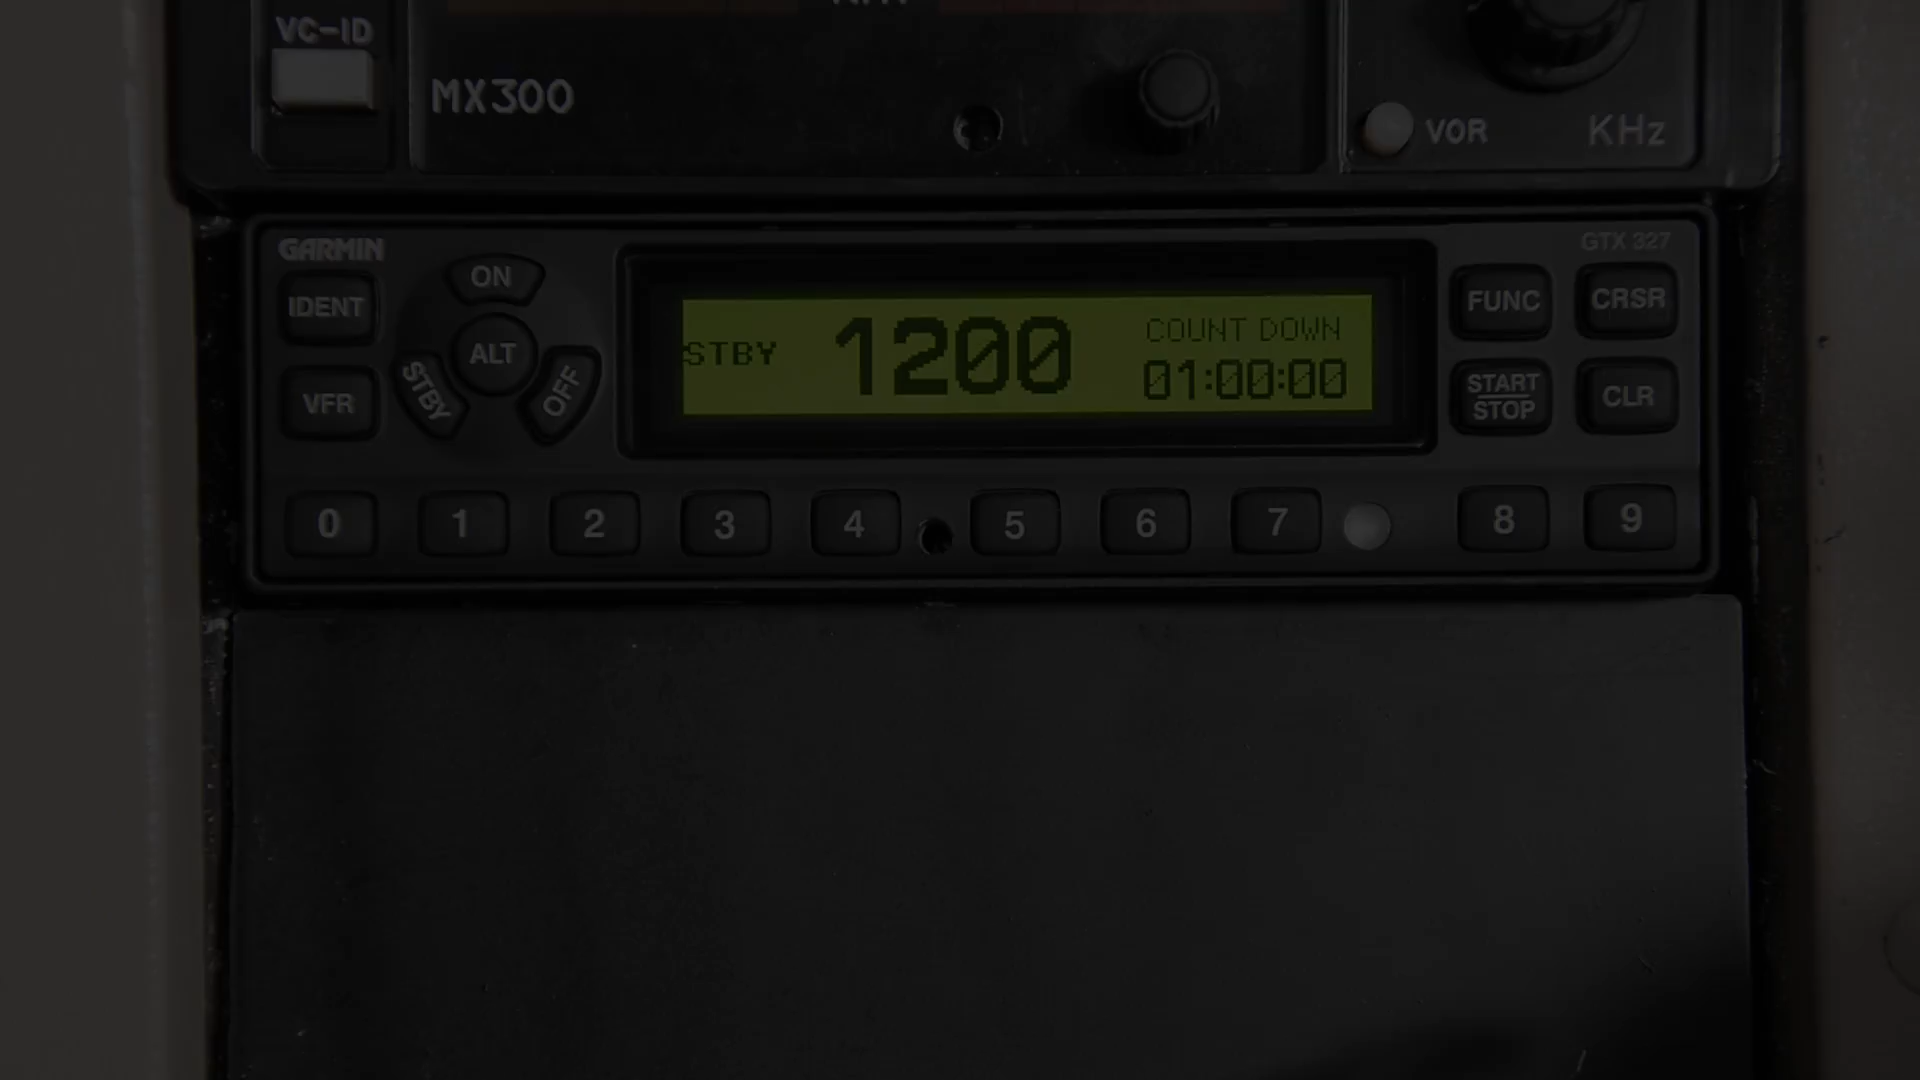 VC-ID
MX300
VOR
KHz
GARMIN
GTX 327
IDENT
ON
ALT
STBY
OFF
VFR
STBY
1200
COUNT DOWN
01:00:00
FUNC
CRSR
START
STOP
CLR
0
1
2
3
4
5
6
7
8
9